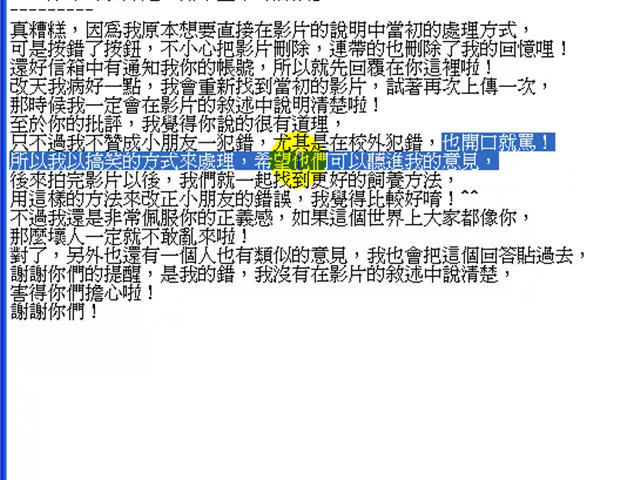 ---------
真糟糕，因為我原本想要直接在影片的說明中當初的處理方式，
可是按錯了按鈕，不小心把影片刪除，連帶的也刪除了我的回憶哩！
還好信箱中有通知我你的帳號，所以就先回覆在你這裡啦！
改天我病好一點，我會重新找到當初的影片，試著再次上傳一次，
那時候我一定會在影片的敘述中說明清楚啦！
至於你的批評，我覺得你說的很有道理，
只不過我不贊成小朋友一犯錯，尤其是在校外犯錯，也開口就罵！
所以我以搞笑的方式來處理，希望他們可以聽進我的意見，
後來拍完影片以後，我們就一起找到更好的飼養方法，
用這樣的方法來改正小朋友的錯誤，我覺得比較好唷！^^
不過我還是非常佩服你的正義感，如果這個世界上大家都像你，
那麼壞人一定就不敢亂來啦！
對了，另外也還有一個人也有類似的意見，我也會把這個回答貼過去，
謝謝你們的提醒，是我的錯，我沒有在影片的敘述中說清楚，
害得你們擔心啦！
謝謝你們！